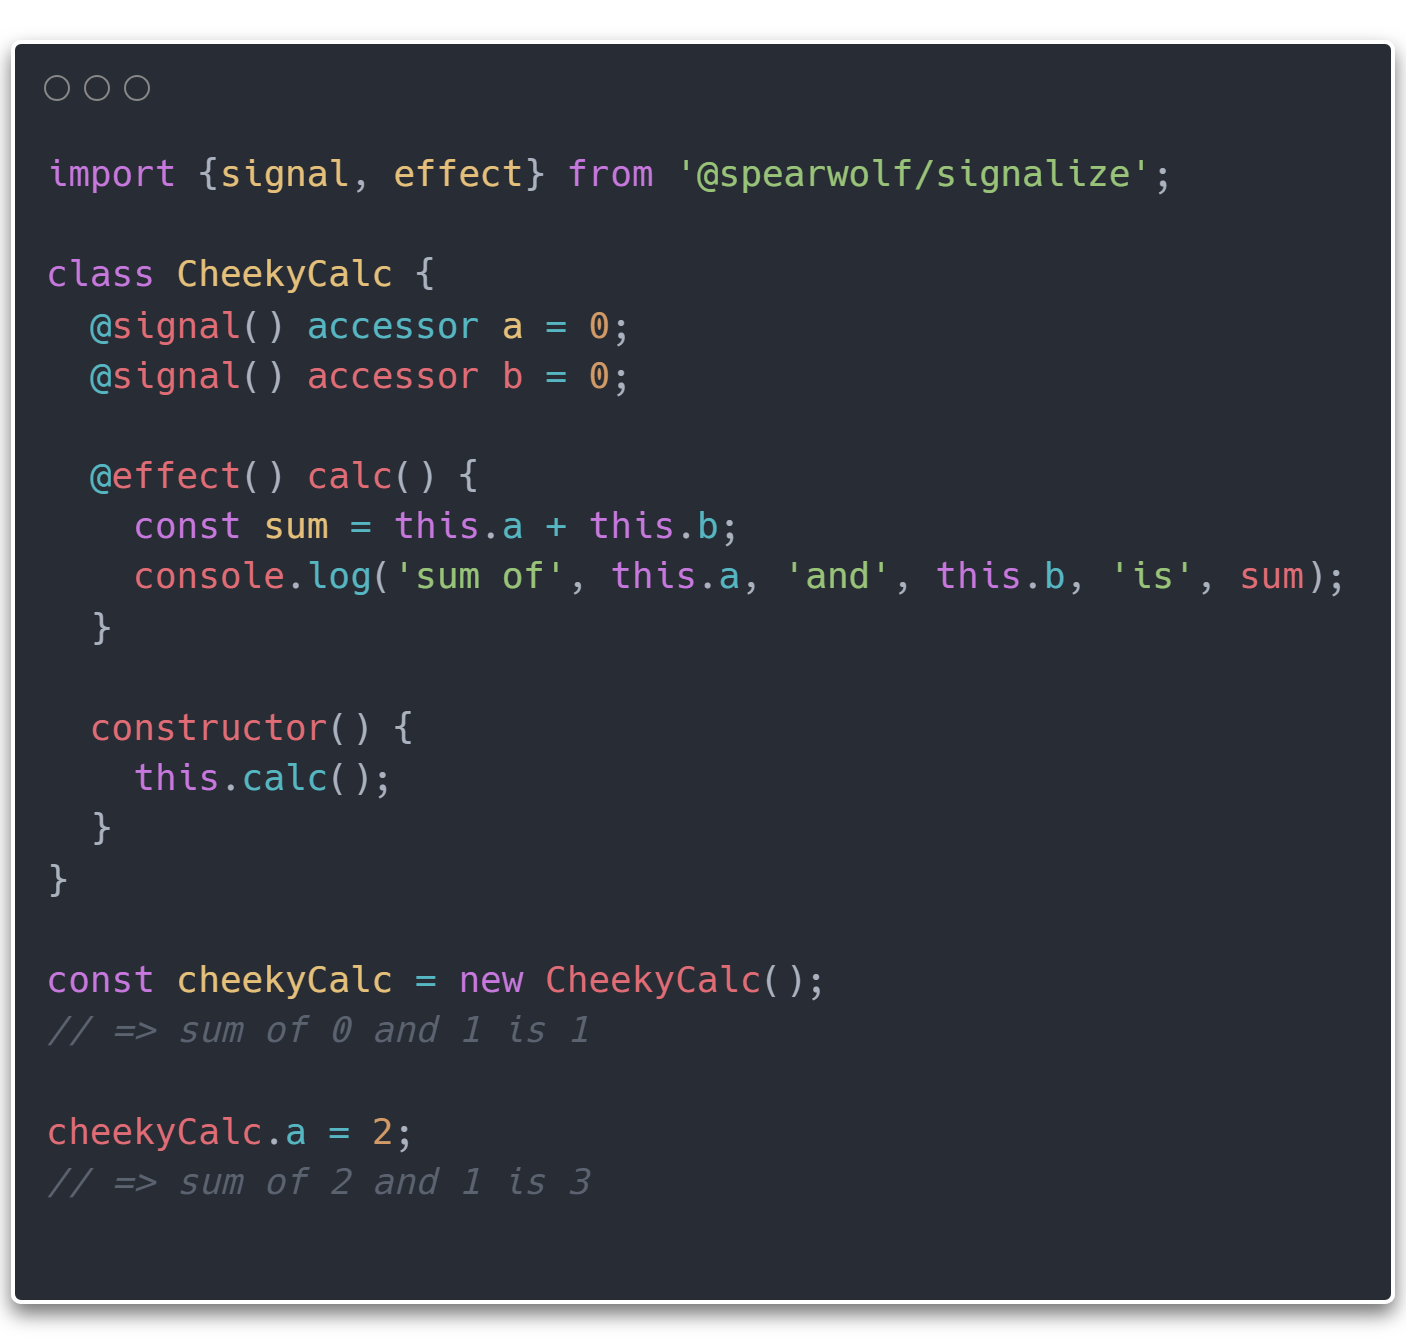 import {signal, effect} from '@spearwolf/signalize';
class CheekyCalc {
@signal() accessor a = 0;
@signal() accessor b = 0;
@effect() calc() {
const sum = this.a + this.b;
console.log('sum of', this.a, 'and', this.b, 'is', sum);
}
constructor() {
this.calc();
}
}
const cheekyCalc = new CheekyCalc();
// => sum of 0 and 1 is 1
cheekyCalc.a = 2;
// => sum of 2 and 1 is 3